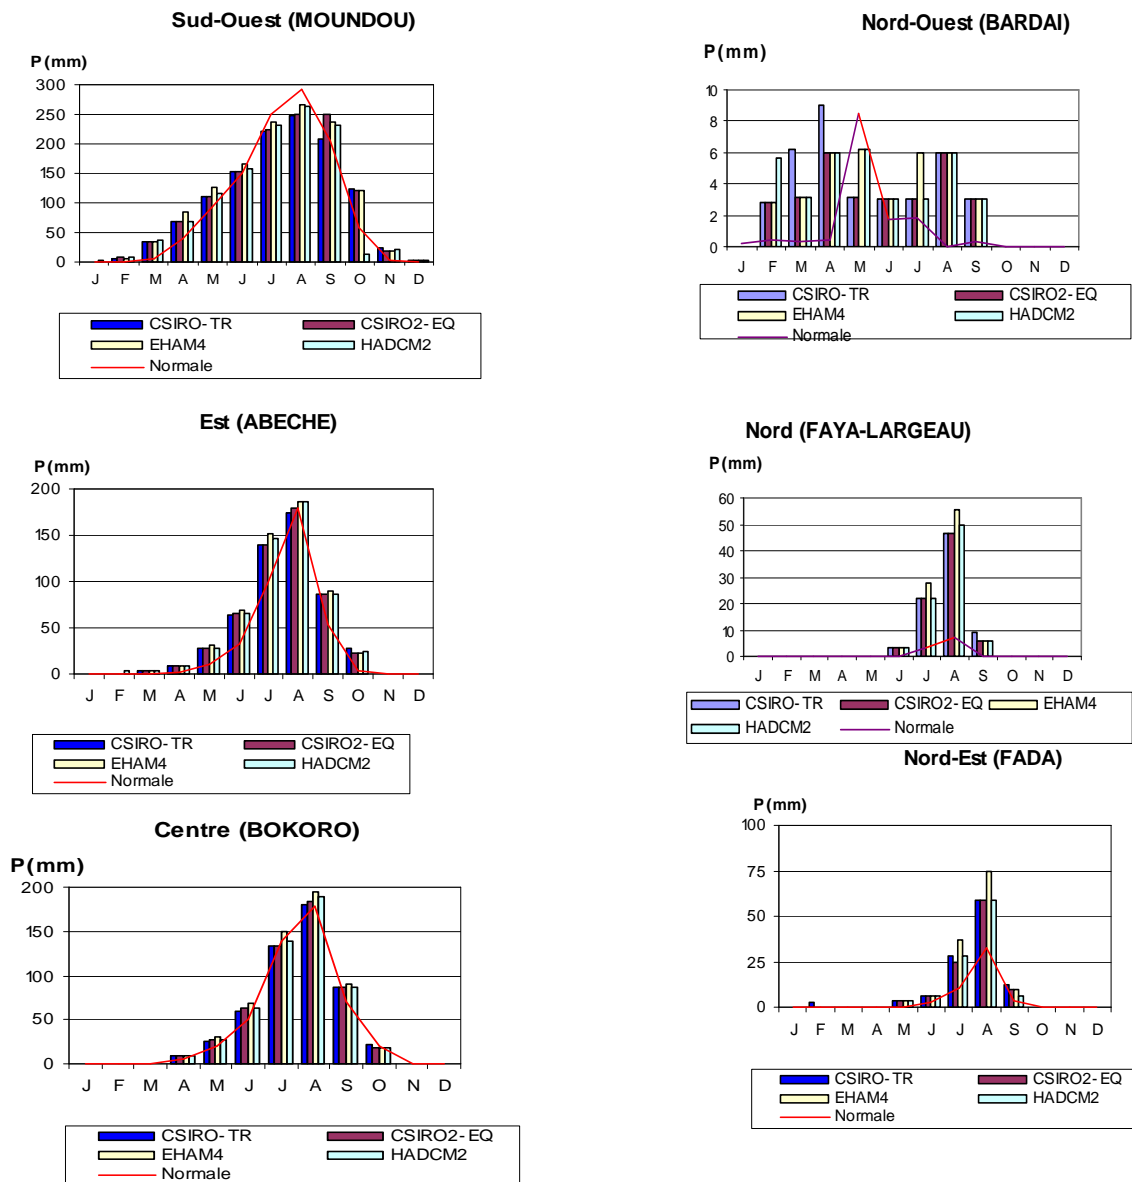 Sud-Ouest (MOUNDOU)
P (mm)
300
250
200
150
100
50
0
J F M A M J J A S O N D
CSIRO-TR CSIRO2-EQ
EHAM4 HADCM2
Normale
Nord-Ouest (BARDAI)
P (mm)
10
8
6
4
2
0
J F M A M J J A S O N D
CSIRO-TR CSIRO2-EQ
EHAM4 HADCM2
Normale
Est (ABECHE)
P (mm)
200
150
100
50
0
J F M A M J J A S O N D
CSIRO-TR CSIRO2-EQ
EHAM4 HADCM2
Normale
Nord (FAYA-LARGEAU)
P (mm)
60
50
40
30
20
10
0
J F M A M J J A S O N D
CSIRO-TR CSIRO2-EQ EHAM4
HADCM2 Normale
Centre (BOKORO)
P (mm)
200
150
100
50
0
J F M A M J J A S O N D
CSIRO-TR CSIRO2-EQ
EHAM4 HADCM2
Normale
Nord-Est (FADA)
P (mm)
100
75
50
25
0
J F M A M J J A S O N D
CSIRO-TR CSIRO2-EQ
EHAM4 HADCM2
Normale